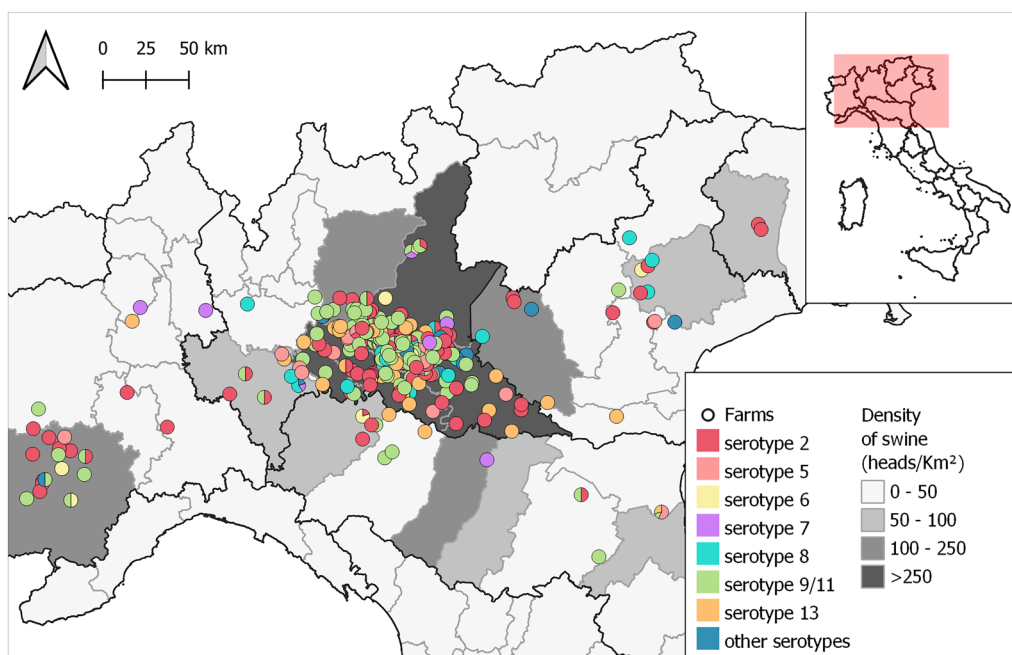 0 25 50 km
Farms
serotype 2
serotype 5
serotype 6
serotype 7
serotype 8
serotype 9/11
serotype 13
other serotypes
Density
of swine
(heads/Km²)
0 - 50
50 - 100
100 - 250
>250